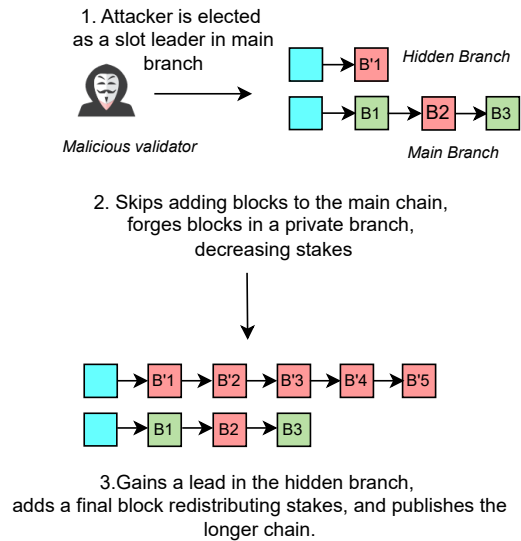 1. Attacker is elected
as a slot leader in main
branch
Hidden Branch
B'1
B1 B2 B3
Malicious validator
Main Branch
2. Skips adding blocks to the main chain,
forges blocks in a private branch,
decreasing stakes
B'1 B'2 B'3 B'4 B'5
B1 B2 B3
3.Gains a lead in the hidden branch,
adds a final block redistributing stakes, and publishes the
longer chain.